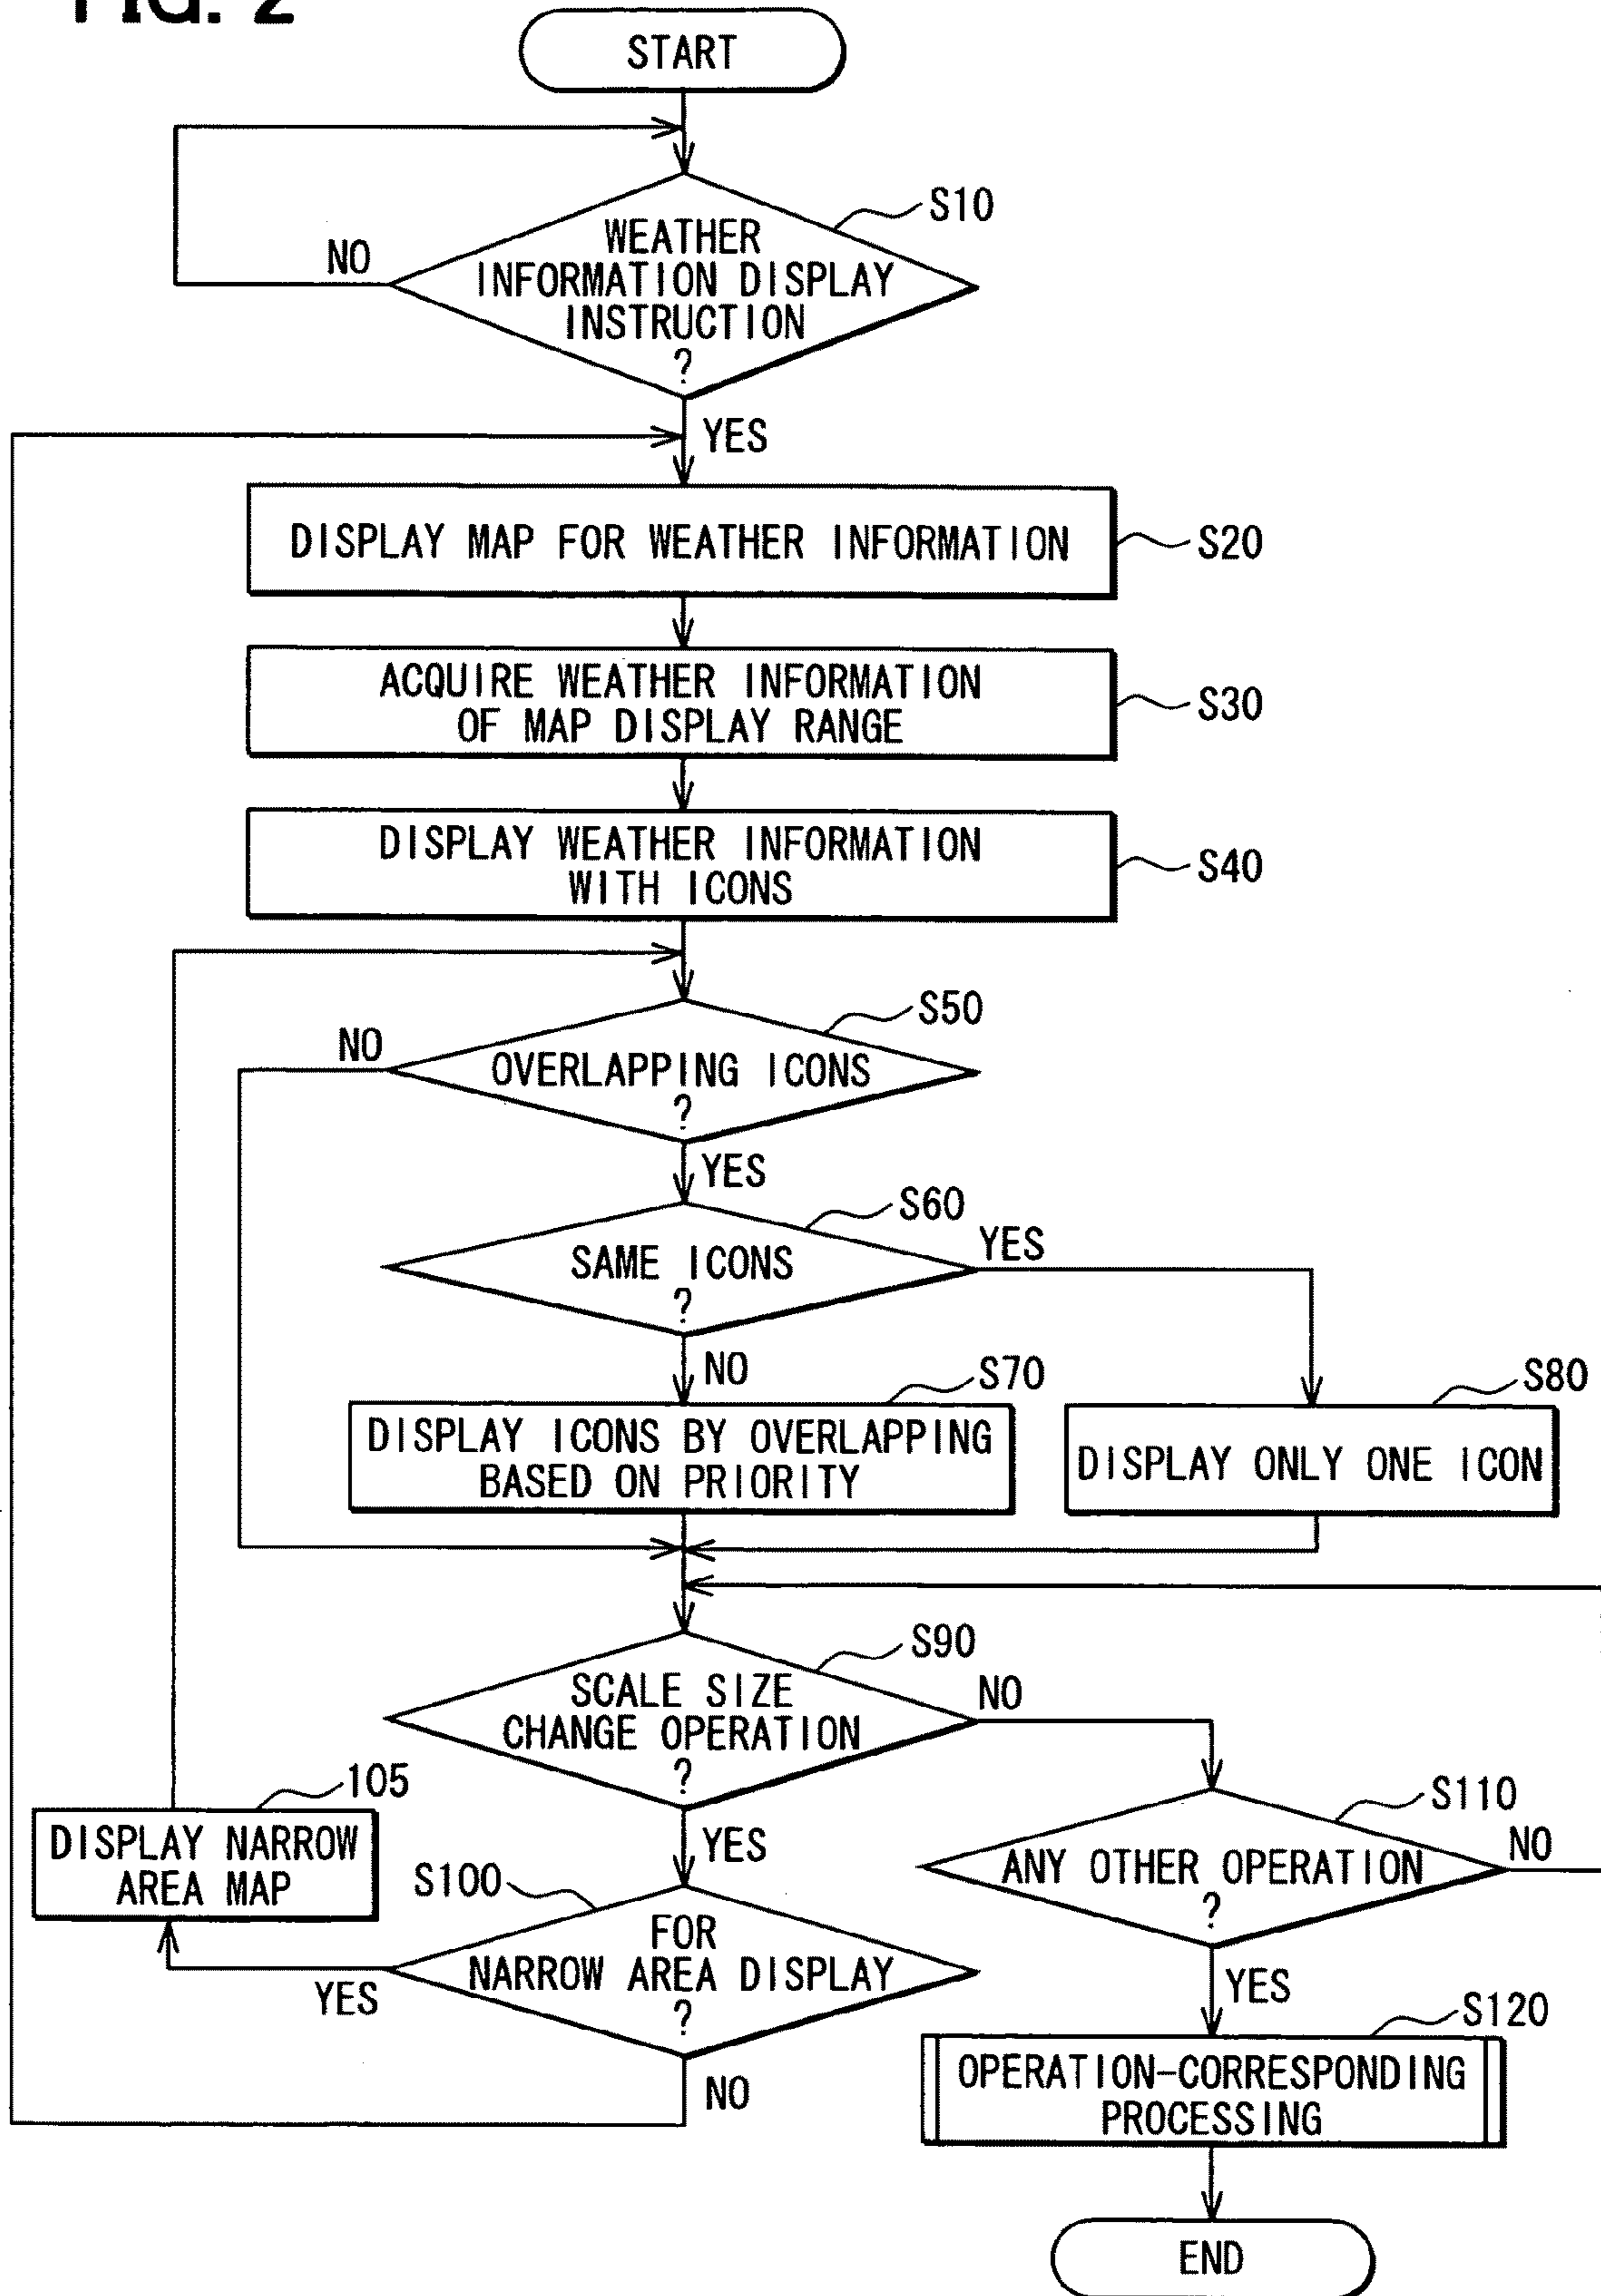 FIG. 2
START
S10
WEATHER
INFORMATION DISPLAY
INSTRUCTION
?
NO
YES
DISPLAY MAP FOR WEATHER INFORMATION
S20
ACQUIRE WEATHER INFORMATION
OF MAP DISPLAY RANGE
S30
DISPLAY WEATHER INFORMATION
WITH ICONS
S40
S50
NO
OVERLAPPING ICONS
?
YES
S60
SAME ICONS
?
YES
NO
S70
DISPLAY ICONS BY OVERLAPPING
BASED ON PRIORITY
S80
DISPLAY ONLY ONE ICON
S90
SCALE SIZE
CHANGE OPERATION
?
NO
YES
105
DISPLAY NARROW
AREA MAP
S100
FOR
NARROW AREA DISPLAY
?
YES
NO
S110
ANY OTHER OPERATION
?
NO
YES
S120
OPERATION-CORRESPONDING
PROCESSING
END